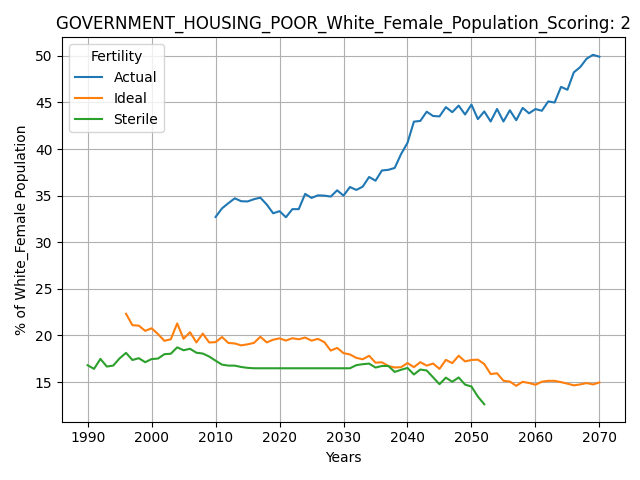 GOVERNMENT_HOUSING_POOR_White_Female_Population_Scoring: 2
Fertility
Actual
Ideal
Sterile
% of White_Female Population
50
45
40
35
30
25
20
15
1990 2000 2010 2020 2030 2040 2050 2060 2070
Years